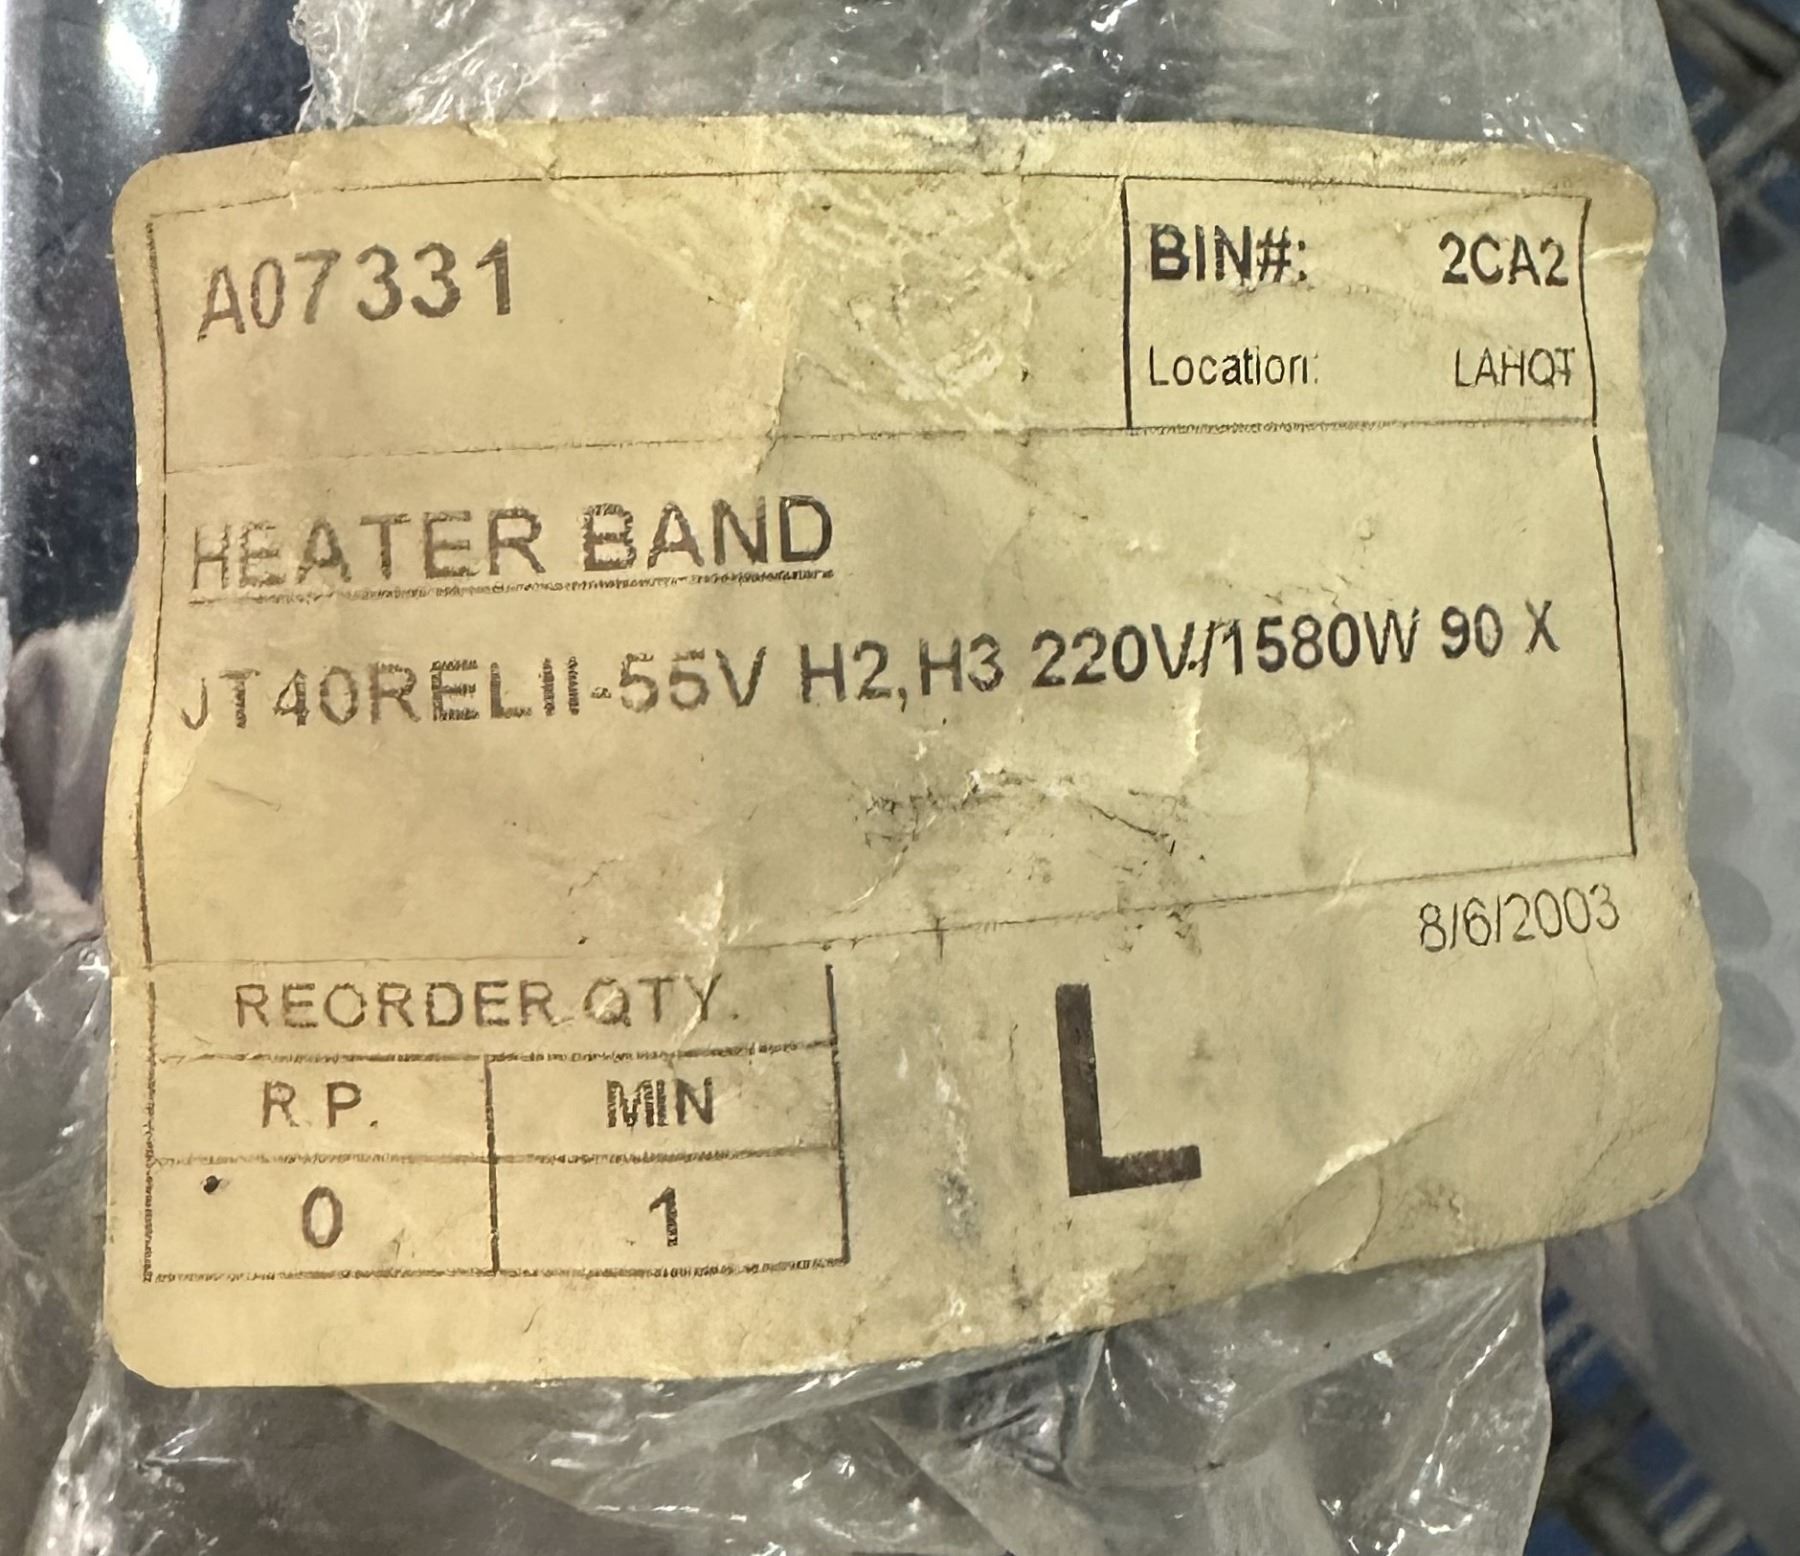 A07331
BIN#: 2CA2
Location: LAHQT
HEATER BAND
JT40RELII-55V H2,H3 220V/1580W 90 X
8/6/2003
REORDER QTY.
R.P. MIN
0 1
L